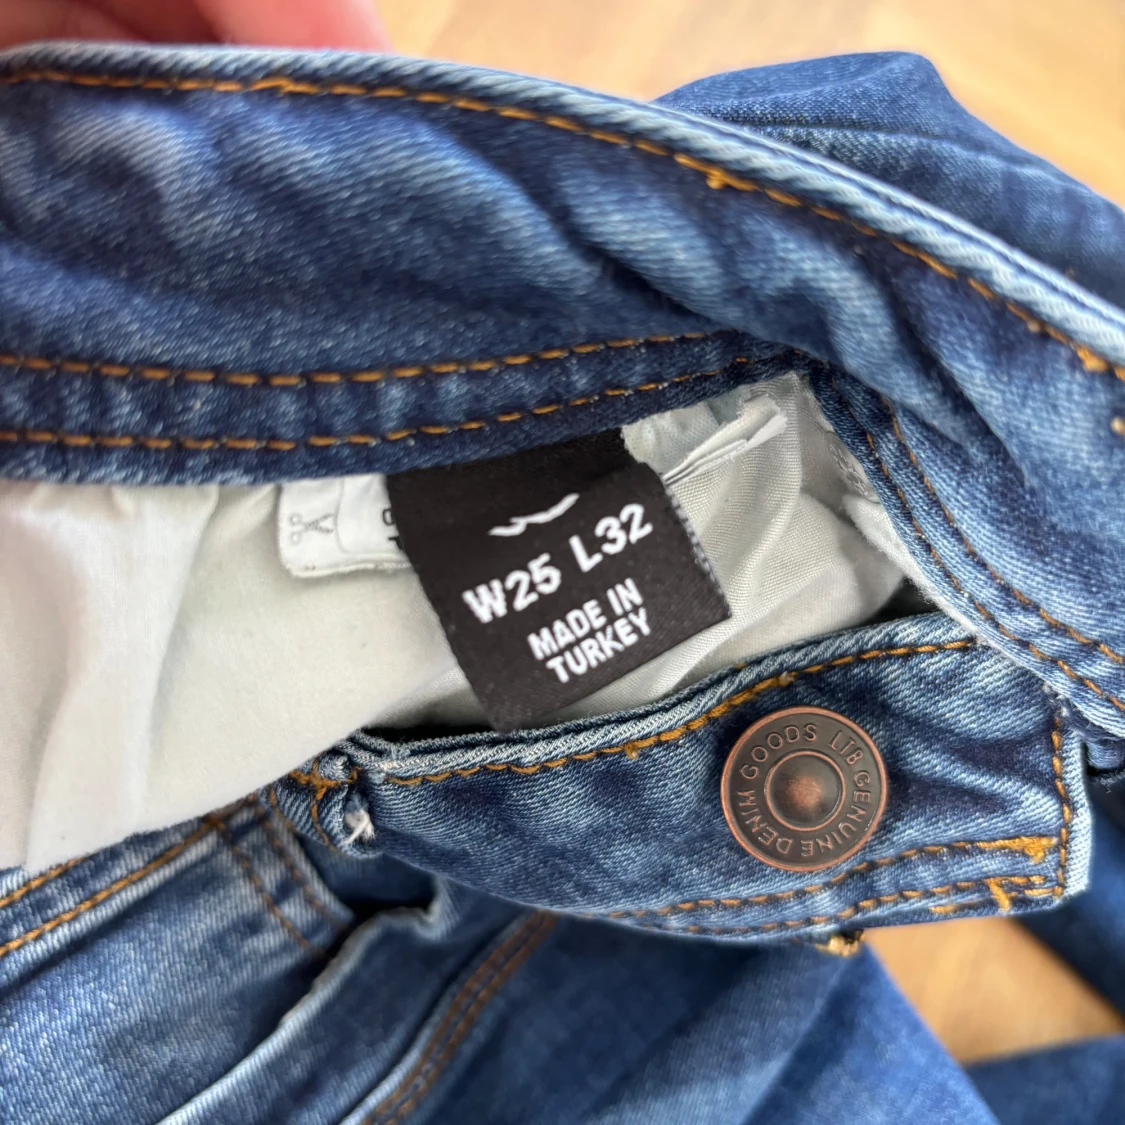 W25 L32
MADE IN
TURKEY
LTB GENUINE DENIM GOODS